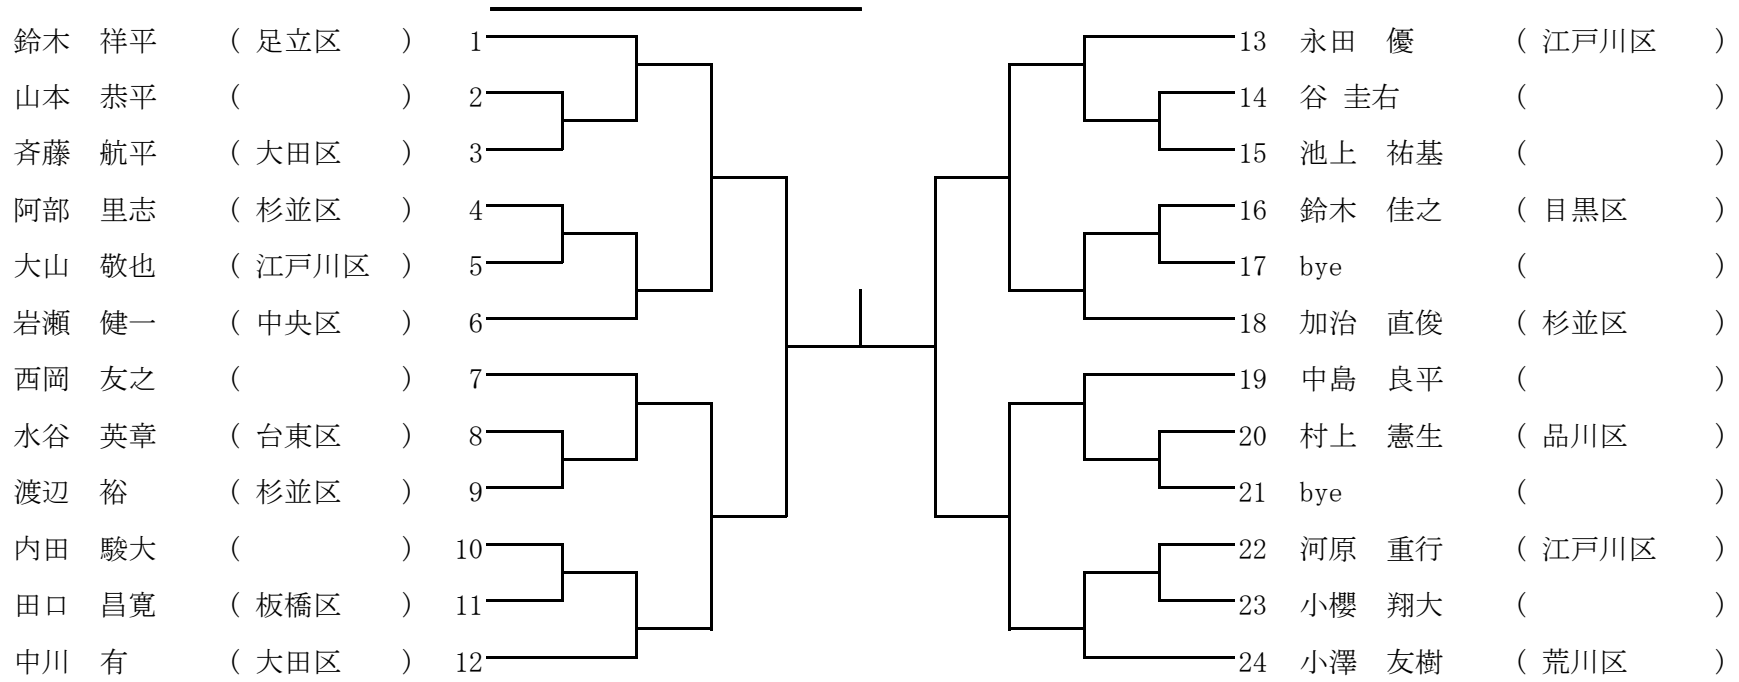 鈴木　祥平 ( 足立区 ) 1
山本　恭平 ( ) 2
斉藤　航平 ( 大田区 ) 3
阿部　里志 ( 杉並区 ) 4
大山　敬也 ( 江戸川区 ) 5
岩瀬　健一 ( 中央区 ) 6
西岡　友之 ( ) 7
水谷　英章 ( 台東区 ) 8
渡辺　裕 ( 杉並区 ) 9
内田　駿大 ( ) 10
田口　昌寛 ( 板橋区 ) 11
中川　有 ( 大田区 ) 12
13 永田　優 ( 江戸川区 )
14 谷 圭右 ( )
15 池上　祐基 ( )
16 鈴木　佳之 ( 目黒区 )
17 bye ( )
18 加治　直俊 ( 杉並区 )
19 中島　良平 ( )
20 村上　憲生 ( 品川区 )
21 bye ( )
22 河原　重行 ( 江戸川区 )
23 小櫻　翔大 ( )
24 小澤　友樹 ( 荒川区 )